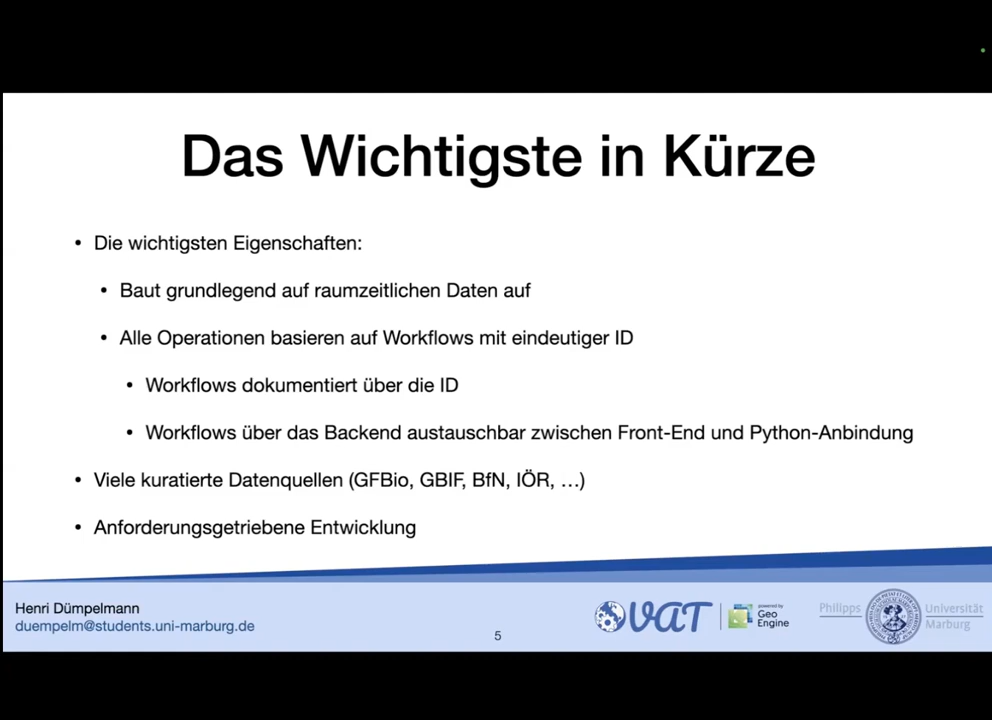 Das Wichtigste in Kürze
• Die wichtigsten Eigenschaften:
• Baut grundlegend auf raumzeitlichen Daten auf
• Alle Operationen basieren auf Workflows mit eindeutiger ID
• Workflows dokumentiert über die ID
• Workflows über das Backend austauschbar zwischen Front-End und Python-Anbindung
• Viele kuratierte Datenquellen (GFBio, GBIF, BfN, IÖR, …)
• Anforderungsgetriebene Entwicklung
Henri Dümpelmann
duempelm@students.uni-marburg.de
5
VAT
powered by
Geo
Engine
Philipps
Universität
Marburg